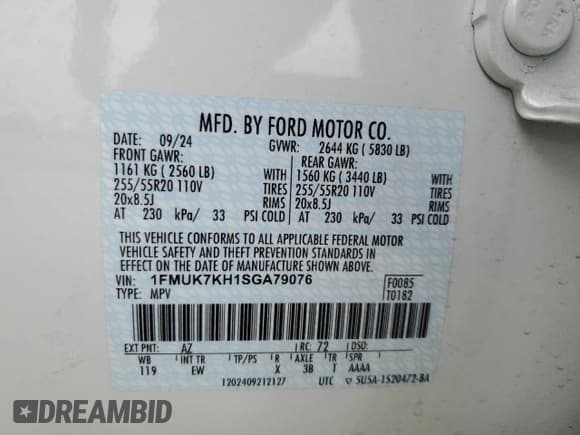 MFD. BY FORD MOTOR CO.
DATE: 09/24 GVWR: 2644 KG ( 5830 LB)
FRONT GAWR: REAR GAWR:
1161 KG ( 2560 LB) WITH 1560 KG ( 3440 LB) WITH
255/55R20 110V TIRES 255/55R20 110V TIRES
20x8.5J RIMS 20x8.5J RIMS
AT 230 kPa/ 33 PSI COLD AT 230 kPa/ 33 PSI COLD
THIS VEHICLE CONFORMS TO ALL APPLICABLE FEDERAL MOTOR
VEHICLE SAFETY AND THEFT PREVENTION STANDARDS IN
EFFECT ON THE DATE OF MANUFACTURE SHOWN ABOVE.
VIN: 1FMUK7KH1SGA79076 F0085
TYPE: MPV T0182
EXT PNT: AZ RC: 72 DSO:
WB INT TR TP/PS R AXLE TR SPR
119 EW X 3B T AAAA
1202409212127 UTC 5U5A-1520472-BA
$DREAMBID